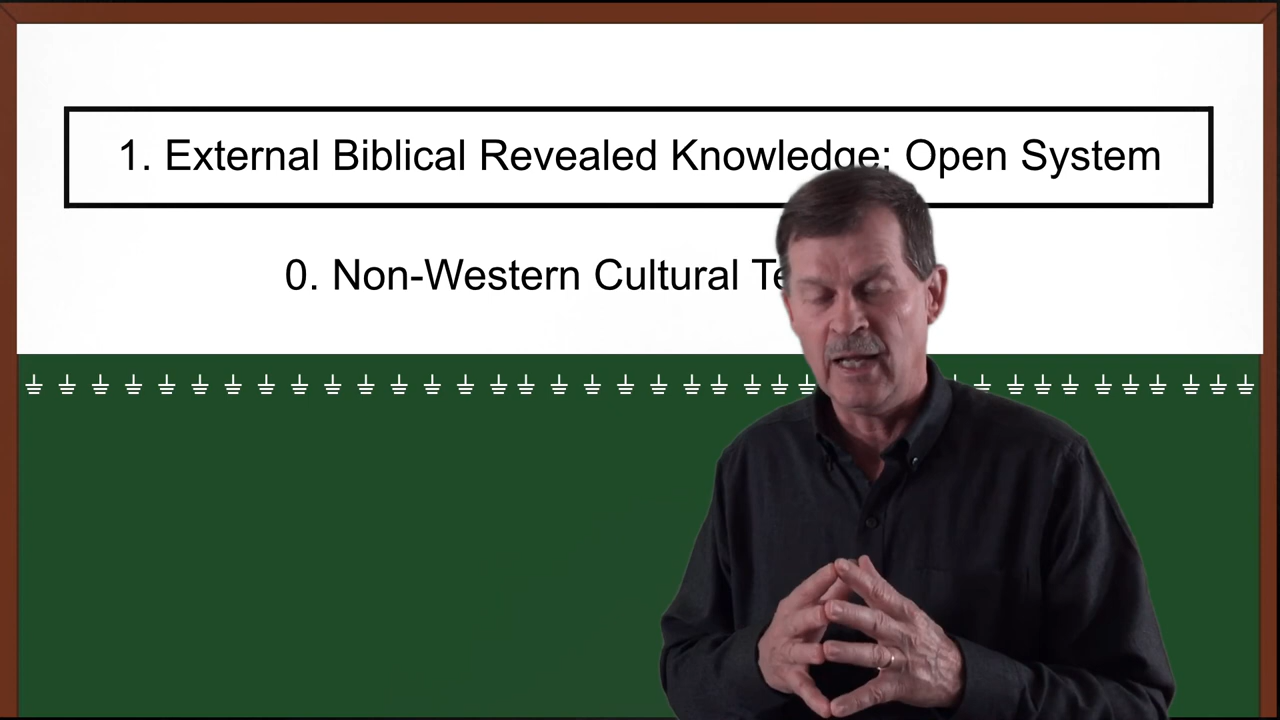 1. External Biblical Revealed Knowledge; Open System
0. Non-Western Cultural